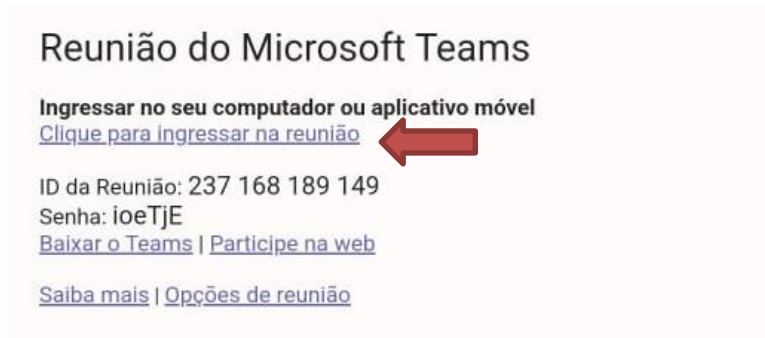 Reunião do Microsoft Teams
Ingressar no seu computador ou aplicativo móvel
Clique para ingressar na reunião
ID da Reunião: 237 168 189 149
Senha: ioeTjE
Baixar o Teams | Participe na web
Saiba mais | Opções de reunião